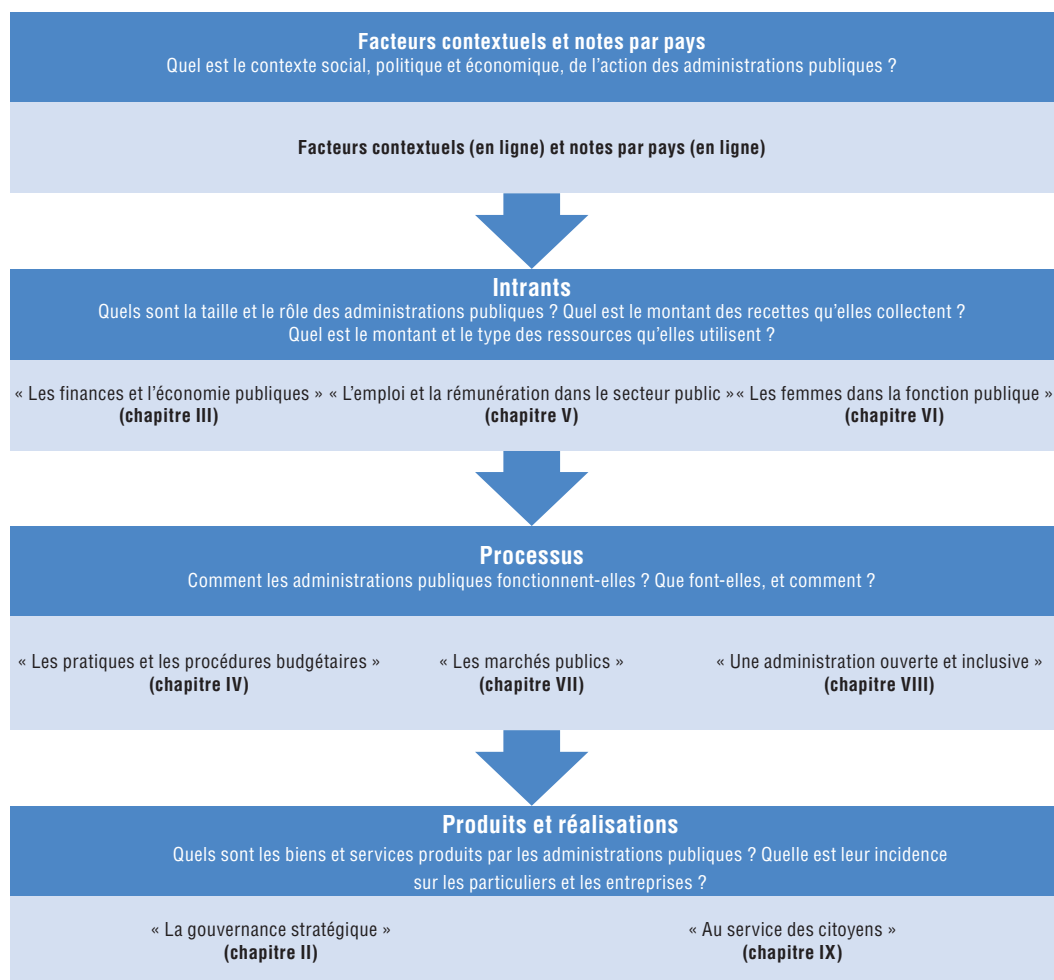 Facteurs contextuels et notes par pays
Quel est le contexte social, politique et économique, de l'action des administrations publiques ?
Facteurs contextuels (en ligne) et notes par pays (en ligne)
Intrants
Quels sont la taille et le rôle des administrations publiques ? Quel est le montant des recettes qu'elles collectent ?
Quel est le montant et le type des ressources qu'elles utilisent ?
« Les finances et l'économie publiques » « L'emploi et la rémunération dans le secteur public » « Les femmes dans la fonction publique »
(chapitre III) (chapitre V) (chapitre VI)
Processus
Comment les administrations publiques fonctionnent-elles ? Que font-elles, et comment ?
« Les pratiques et les procédures budgétaires » « Les marchés publics » « Une administration ouverte et inclusive »
(chapitre IV) (chapitre VII) (chapitre VIII)
Produits et réalisations
Quels sont les biens et services produits par les administrations publiques ? Quelle est leur incidence
sur les particuliers et les entreprises ?
« La gouvernance stratégique » « Au service des citoyens »
(chapitre II) (chapitre IX)